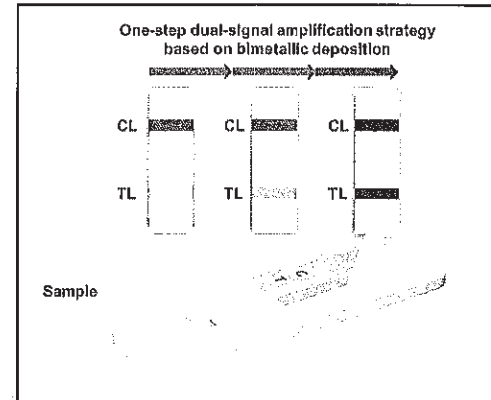 One-step dual-signal amplification strategy
based on bimetallic deposition
CL CL CL
TL TL TL
Sample
C
T